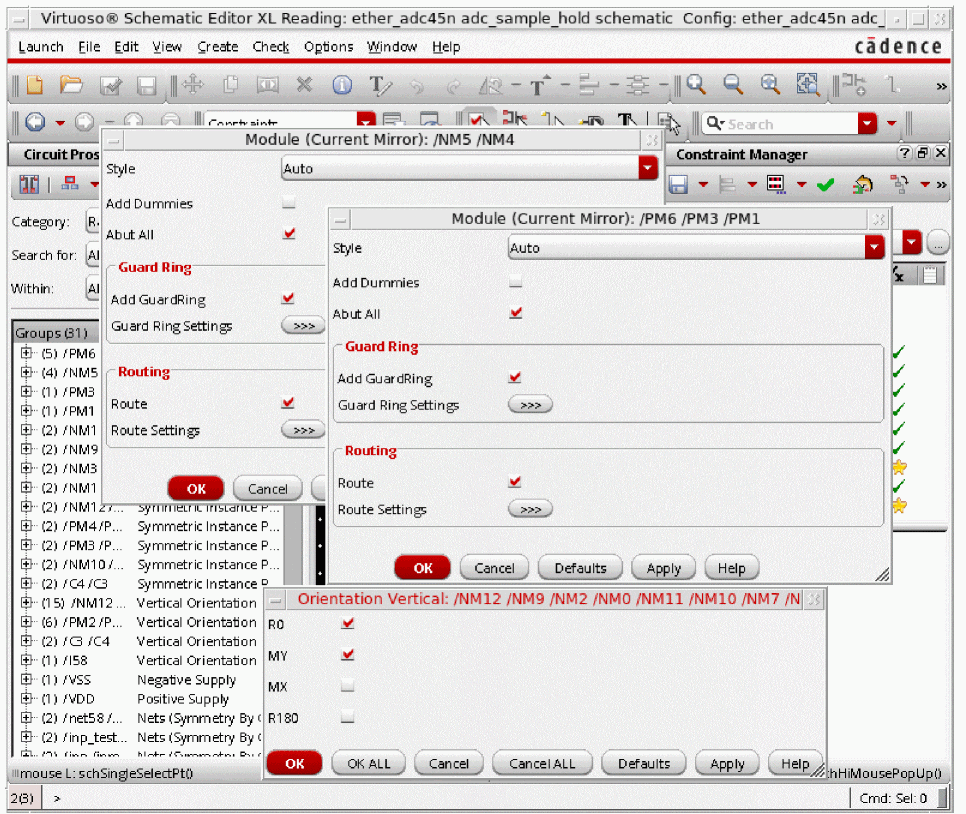 Virtuoso® Schematic Editor XL Reading: ether_adc45n adc_sample_hold schematic Config: ether_adc45n adc_
Launch File Edit View Create Check Options Window Help
cādence
Search
Circuit Pros
Constraint Manager
Category:
Search for:
Within:
Module (Current Mirror): /NM5 /NM4
Style Auto
Add Dummies
Abut All
Guard Ring
Add GuardRing
Guard Ring Settings >>>
Routing
Route
Route Settings >>>
OK Cancel
Module (Current Mirror): /PM6 /PM3 /PM1
Style Auto
Add Dummies
Abut All
Guard Ring
Add GuardRing
Guard Ring Settings >>>
Routing
Route
Route Settings >>>
OK Cancel Defaults Apply Help
Groups (31)
(5) /PM6
(4) /NM5
(1) /PM3
(1) /PM1
(2) /NM1
(2) /NM9
(2) /NM3
(2) /NM1
(2) /NM127... Symmetric Instance P...
(2) /PM4 /P... Symmetric Instance P...
(2) /PM3 /P... Symmetric Instance P...
(2) /NM10 /... Symmetric Instance P...
(2) /C4 /C3 Symmetric Instance P...
(15) /NM12 ... Vertical Orientation
(6) /PM2 /P... Vertical Orientation
(2) /C3 /C4 Vertical Orientation
(1) /I58 Vertical Orientation
(1) /VSS Negative Supply
(1) /VDD Positive Supply
(2) /net58 /... Nets (Symmetry By
(2) /inp_test... Nets (Symmetry By
Orientation Vertical: /NM12 /NM9 /NM2 /NM0 /NM11 /NM10 /NM7 /N
R0
MY
MX
R180
OK OK ALL Cancel Cancel ALL Defaults Apply Help
mouse L: schSingleSelectPt()
hHiMousePopUp()
2(3) >
Cmd: Sel: 0